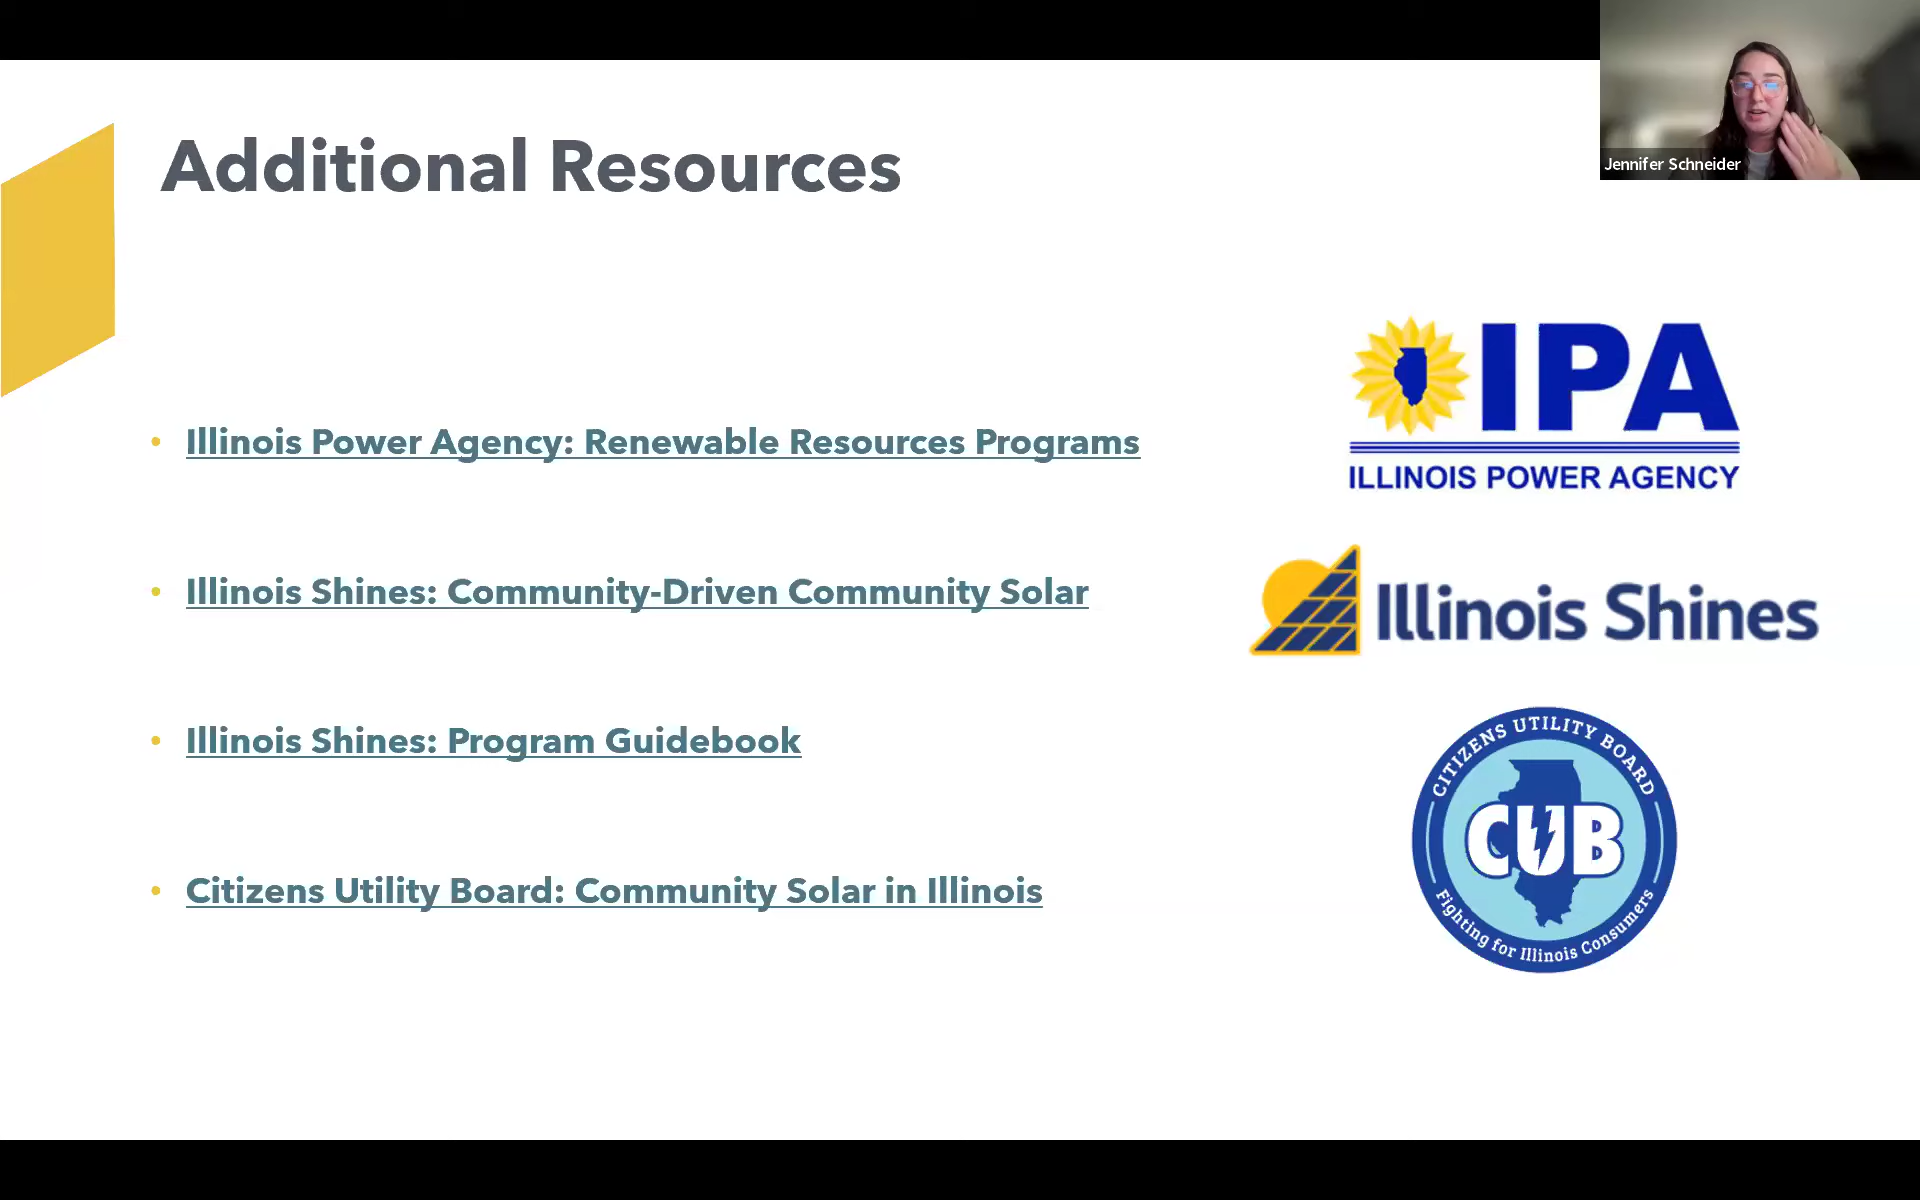 Additional Resources
Jennifer Schneider
• Illinois Power Agency: Renewable Resources Programs
• Illinois Shines: Community-Driven Community Solar
• Illinois Shines: Program Guidebook
• Citizens Utility Board: Community Solar in Illinois
IPA
ILLINOIS POWER AGENCY
Illinois Shines
CITIZENS UTILITY BOARD
CUB
Fighting for Illinois Consumers